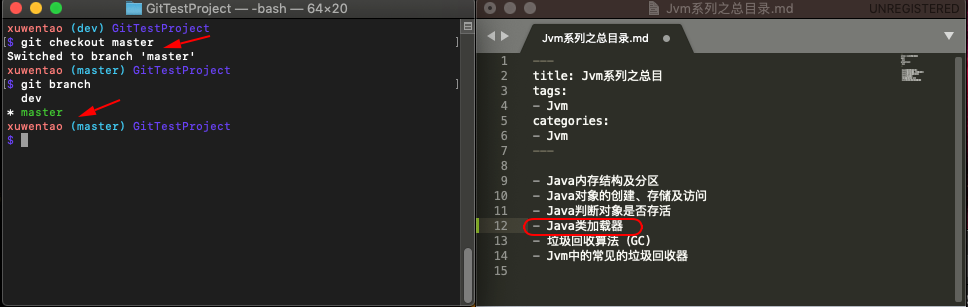 GitTestProject — -bash — 64×20
xuwentao (dev) GitTestProject
[$ git checkout master ]
Switched to branch 'master'
xuwentao (master) GitTestProject
[$ git branch ]
dev
* master
xuwentao (master) GitTestProject
$
Jvm系列之总目录.md
UNREGISTERED
Jvm系列之总目录.md
1 ---
2 title: Jvm系列之总目
3 tags:
4 - Jvm
5 categories:
6 - Jvm
7 ---
8
9 - Java内存结构及分区
10 - Java对象的创建、存储及访问
11 - Java判断对象是否存活
12 - Java类加载器
13 - 垃圾回收算法（GC）
14 - Jvm中的常见的垃圾回收器
15